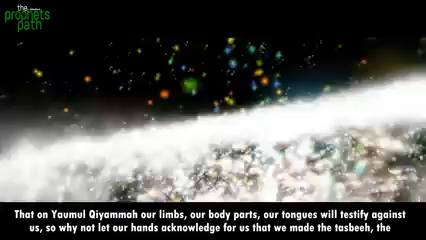 the
prophets
path
That on Yaumul Qiyammah our limbs, our body parts, our tongues will testify against
us, so why not let our hands acknowledge for us that we made the tasbeeh, the